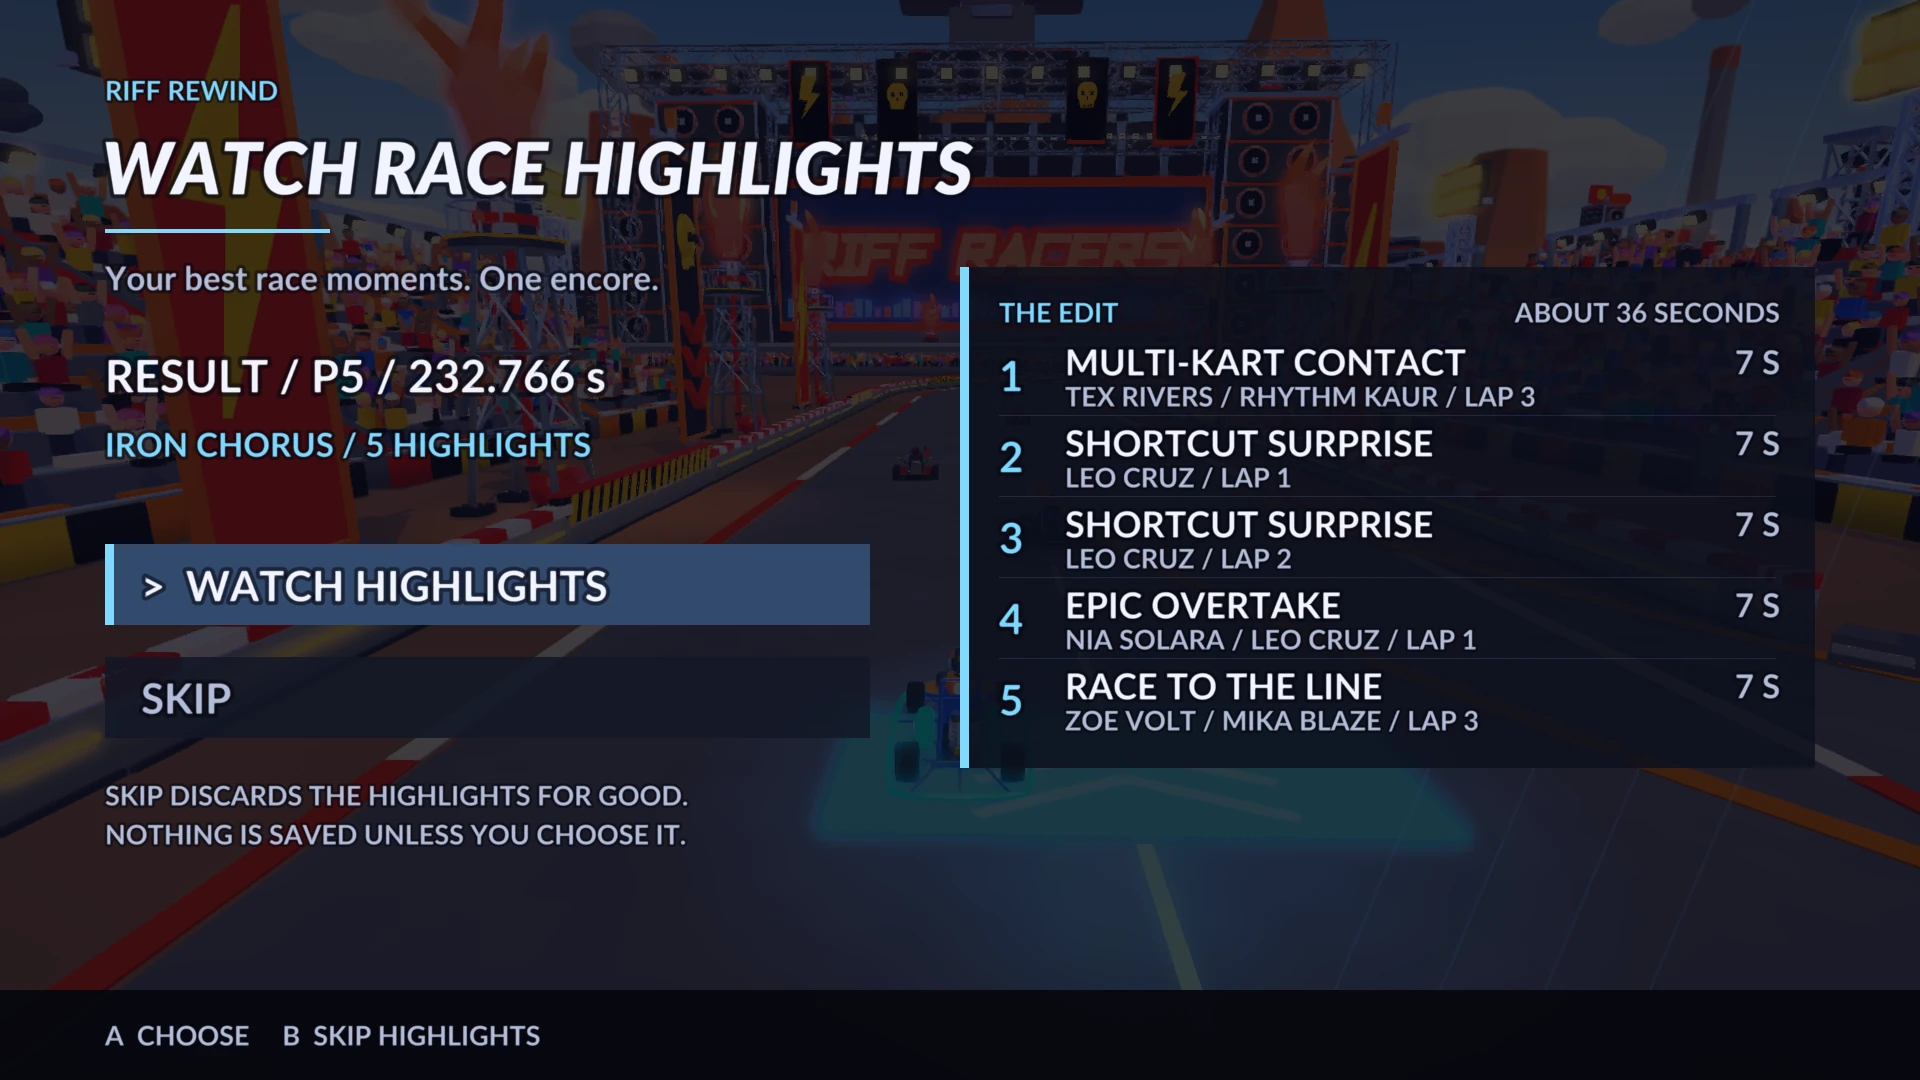 RIFF REWIND
WATCH RACE HIGHLIGHTS
Your best race moments. One encore.
RESULT / P5 / 232.766 s
IRON CHORUS / 5 HIGHLIGHTS
> WATCH HIGHLIGHTS
SKIP
SKIP DISCARDS THE HIGHLIGHTS FOR GOOD.
NOTHING IS SAVED UNLESS YOU CHOOSE IT.
RIFF RACERS
THE EDIT ABOUT 36 SECONDS
1 MULTI-KART CONTACT 7 S
TEX RIVERS / RHYTHM KAUR / LAP 3
2 SHORTCUT SURPRISE 7 S
LEO CRUZ / LAP 1
3 SHORTCUT SURPRISE 7 S
LEO CRUZ / LAP 2
4 EPIC OVERTAKE 7 S
NIA SOLARA / LEO CRUZ / LAP 1
5 RACE TO THE LINE 7 S
ZOE VOLT / MIKA BLAZE / LAP 3
A CHOOSE B SKIP HIGHLIGHTS